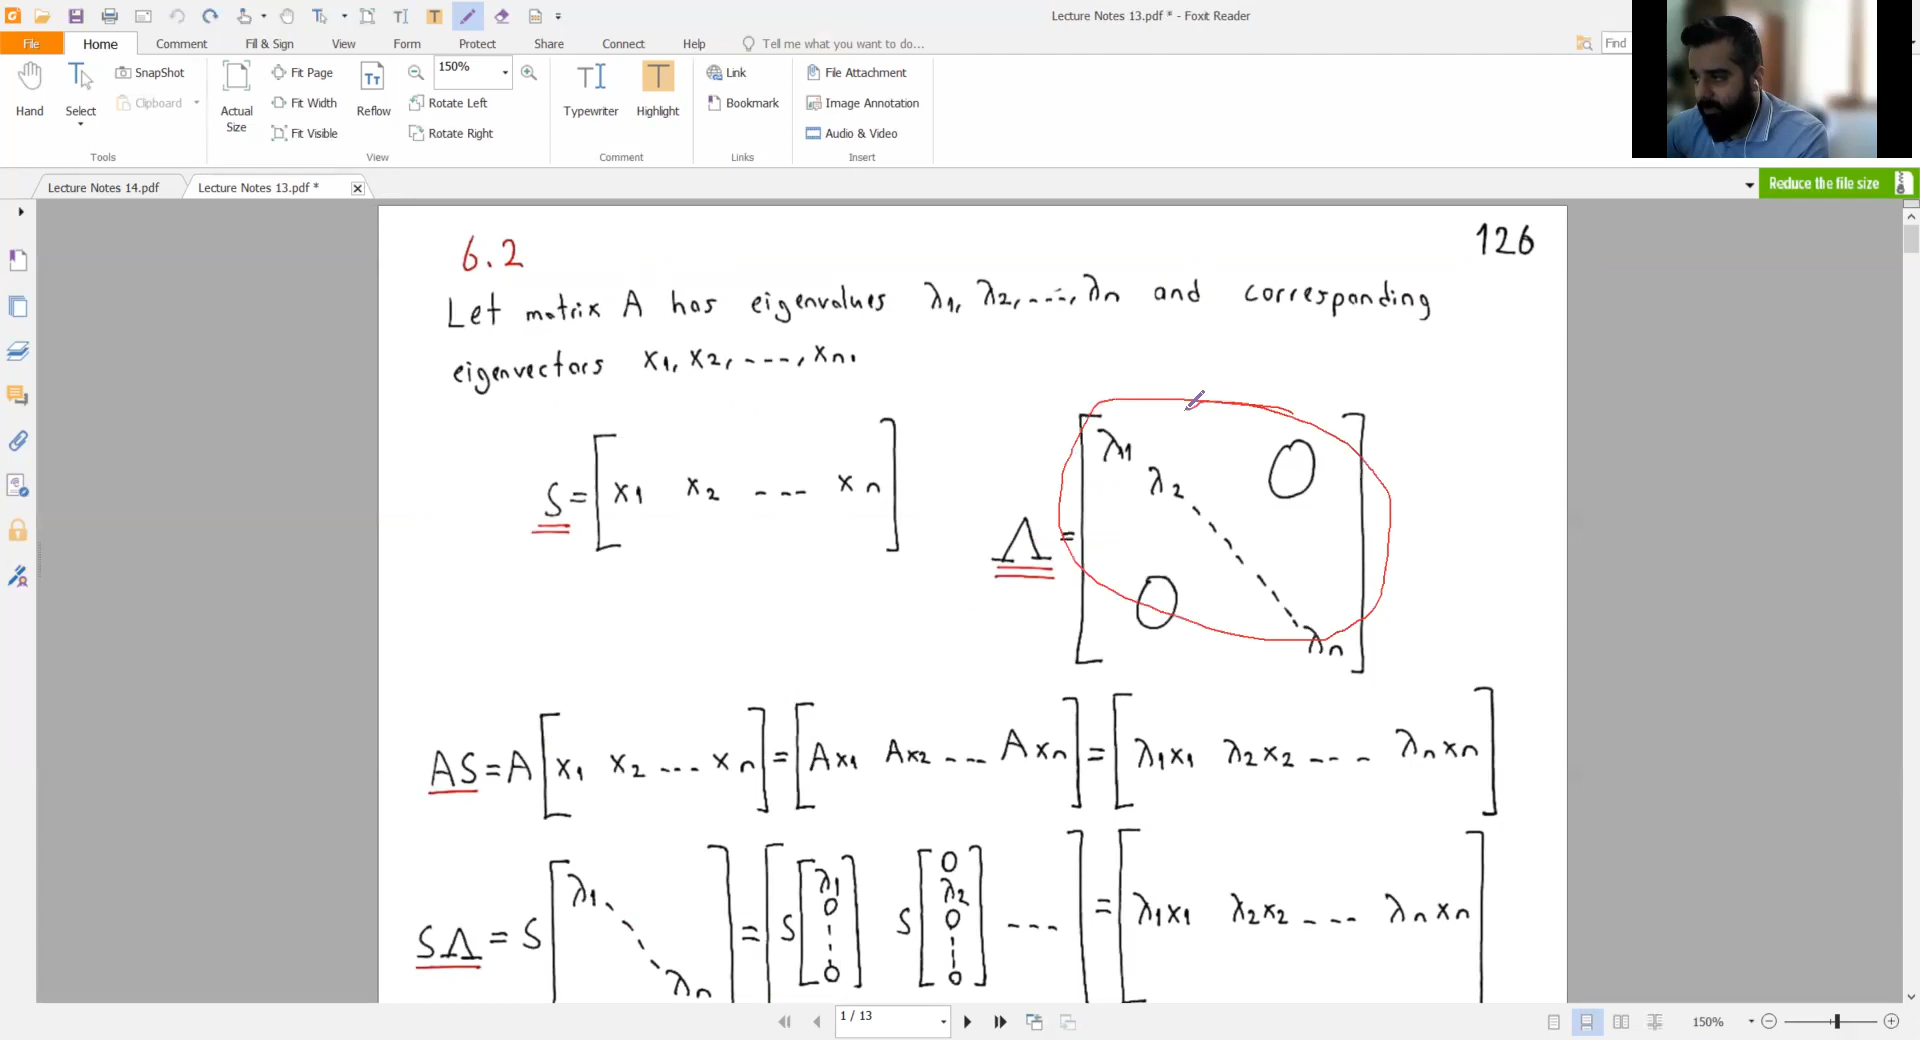 Lecture Notes 13.pdf * - Foxit Reader
File Home Comment Fill & Sign View Form Protect Share Connect Help Tell me what you want to do... Find
Hand Select SnapShot Clipboard Actual Size Fit Page Fit Width Fit Visible Reflow 150% Rotate Left Rotate Right Typewriter Highlight Link Bookmark File Attachment Image Annotation Audio & Video
Tools View Comment Links Insert
Lecture Notes 14.pdf Lecture Notes 13.pdf * Reduce the file size
6.2 126
Let matrix A has eigenvalues λ1, λ2, ---, λn and corresponding
eigenvectors x1, x2, ----, xn.
S = [ x1 x2 ---- xn ] Λ = [ λ1 λ2 λn 0 0 ]
AS = A [ x1 x2 ---- xn ] = [ Ax1 Ax2 ---- Axn ] = [ λ1x1 λ2x2 --- λnxn ]
SΛ = S [ λ1 λn ] = [ S [ λ1 0 0 ] S [ 0 λ2 0 0 ] ---- ] = [ λ1x1 λ2x2 ---- λnxn ]
1 / 13 150%